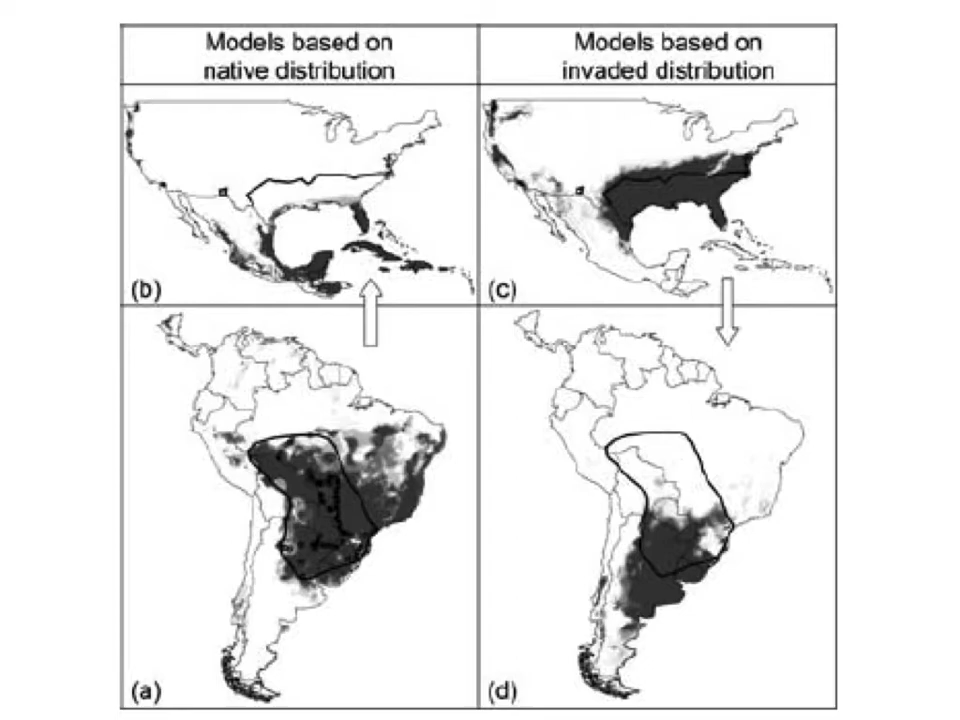 Models based on
native distribution
Models based on
invaded distribution
(b)
(c)
(a)
(d)